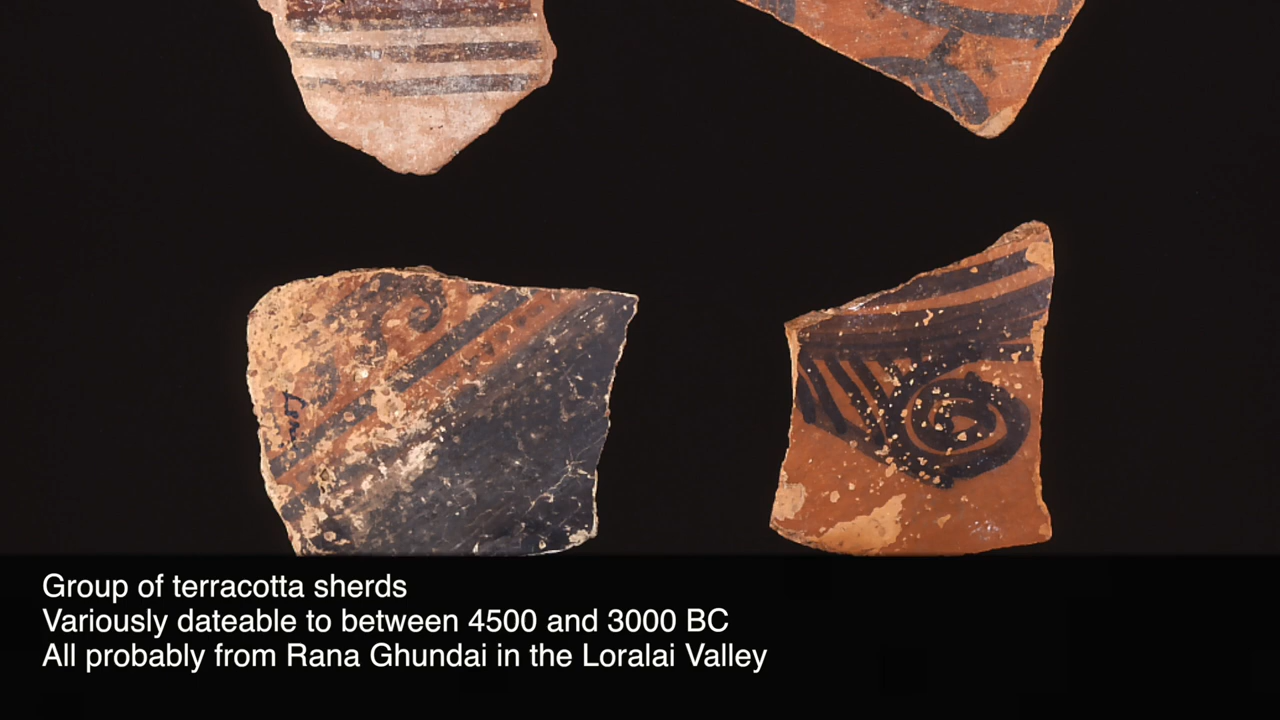 Group of terracotta sherds
Variously dateable to between 4500 and 3000 BC
All probably from Rana Ghundai in the Loralai Valley